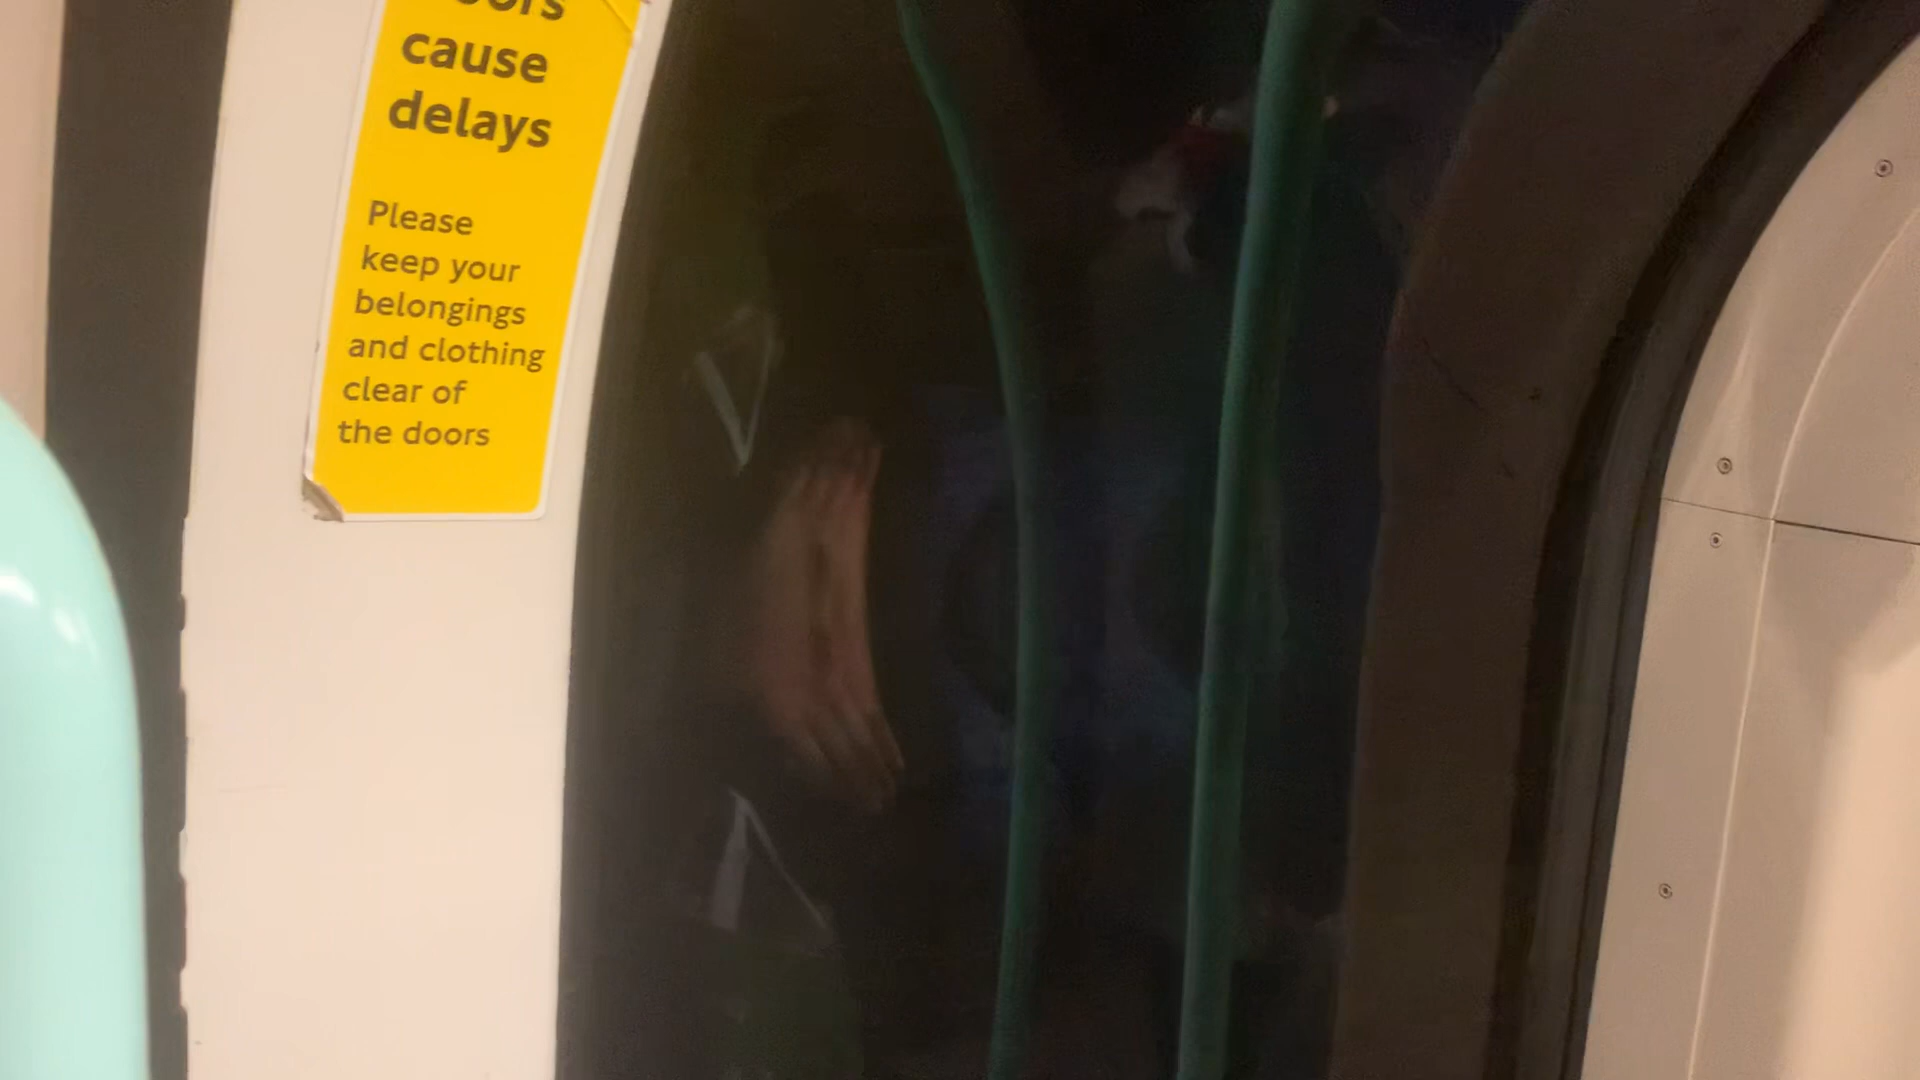 cause
delays
Please
keep your
belongings
and clothing
clear of
the doors